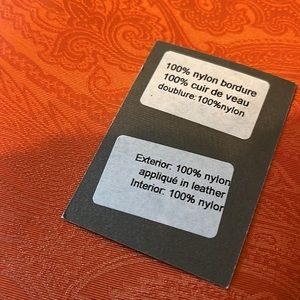 100% nylon bordure
100% cuir de veau
doublure:100%nylon
Exterior: 100% nylon
appliqué in leather
Interior: 100% nylon